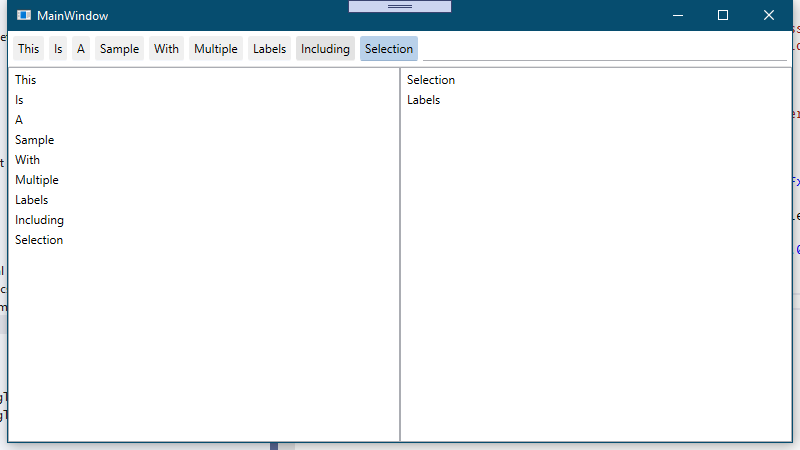 MainWindow
This Is A Sample With Multiple Labels Including Selection
This
Is
A
Sample
With
Multiple
Labels
Including
Selection
Selection
Labels